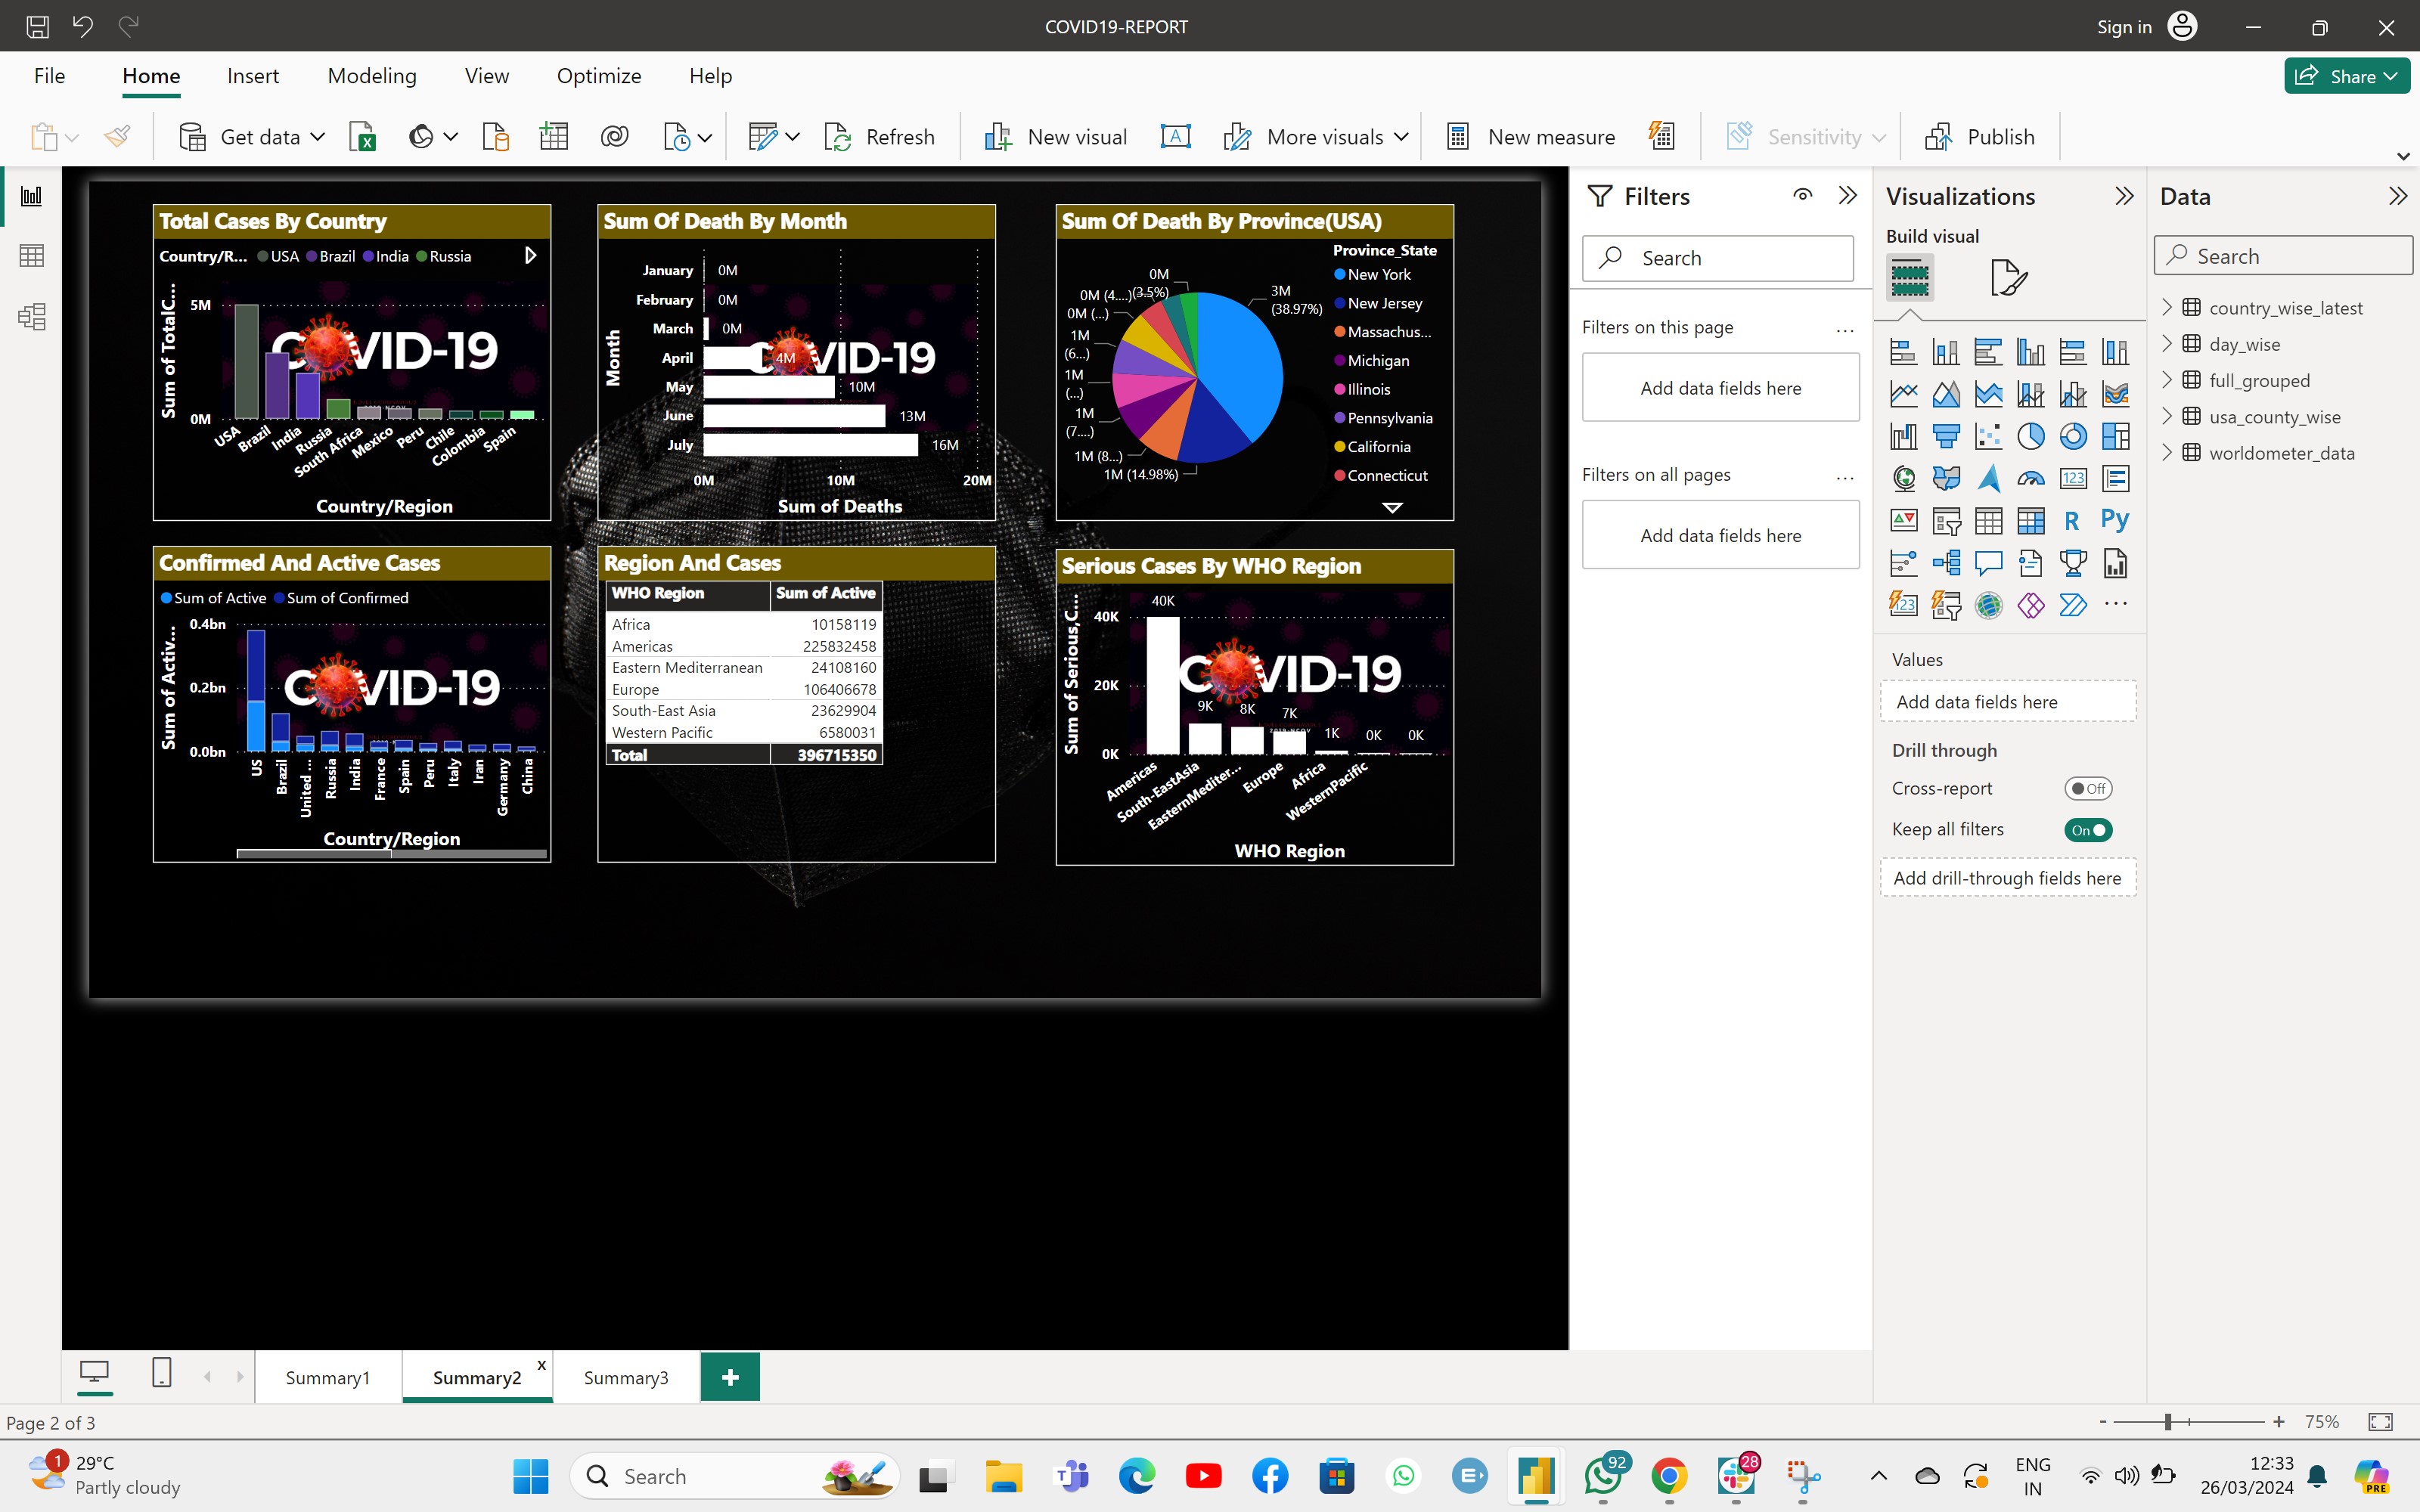 COVID19-REPORT
Sign in
File Home Insert Modeling View Optimize Help
Share
Get data
Refresh
New visual
More visuals
New measure
Sensitivity
Publish
Total Cases By Country
Country/R... USA Brazil India Russia
Sum of TotalC...
5M
0M
COVID-19
USA
Brazil
India
Russia
South Africa
Mexico
Peru
Chile
Colombia
Spain
Country/Region
Sum Of Death By Month
Month
January 0M
February 0M
March 0M
April 4M
May 10M
June 13M
July 16M
COVID-19
0M 10M 20M
Sum of Deaths
Sum Of Death By Province(USA)
Province_State
New York
New Jersey
Massachus...
Michigan
Illinois
Pennsylvania
California
Connecticut
0M
(3.5%)
0M (4....)
0M (...)
1M
(6...)
1M
(...)
1M
(7....)
1M (8...)
1M (14.98%)
3M
(38.97%)
Confirmed And Active Cases
Sum of Active Sum of Confirmed
Sum of Activ...
0.4bn
0.2bn
0.0bn
COVID-19
US
Brazil
United ...
Russia
India
France
Spain
Peru
Italy
Iran
Germany
China
Country/Region
Region And Cases
WHO Region Sum of Active
Africa 10158119
Americas 225832458
Eastern Mediterranean 24108160
Europe 106406678
South-East Asia 23629904
Western Pacific 6580031
Total 396715350
Serious Cases By WHO Region
Sum of Serious,C...
40K
20K
0K
40K
9K
8K
7K
1K
0K
0K
COVID-19
Americas
South-EastAsia
EasternMediter...
Europe
Africa
WesternPacific
WHO Region
Filters
Search
Filters on this page ...
Add data fields here
Filters on all pages ...
Add data fields here
Visualizations
Build visual
123
R
Py
123
...
Values
Add data fields here
Drill through
Cross-report Off
Keep all filters On
Add drill-through fields here
Data
Search
country_wise_latest
day_wise
full_grouped
usa_county_wise
worldometer_data
Summary1
Summary2 x
Summary3
+
Page 2 of 3
- + 75%
1
29°C
Partly cloudy
Search
92
28
ENG
IN
12:33
26/03/2024
PRE